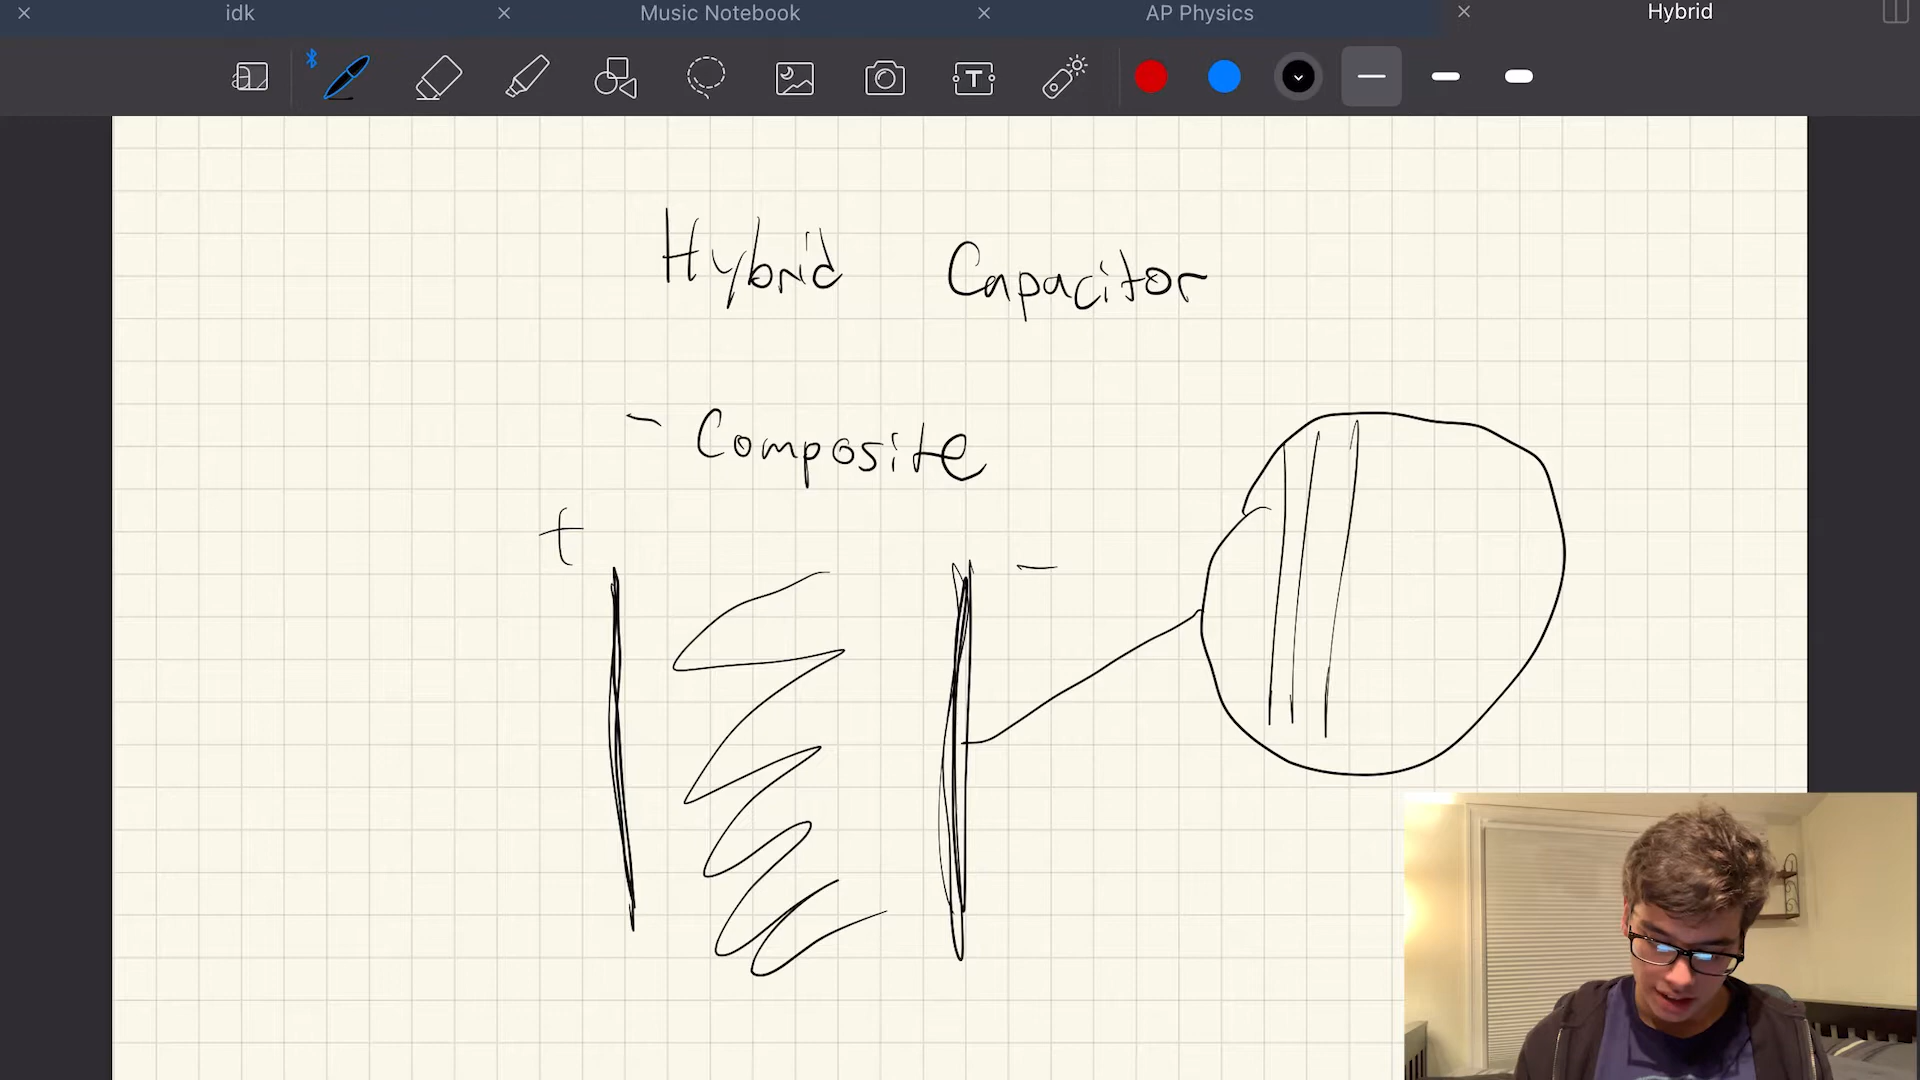 idk Music Notebook AP Physics Hybrid
a T
Hybrid Capacitor
- Composite
+ -